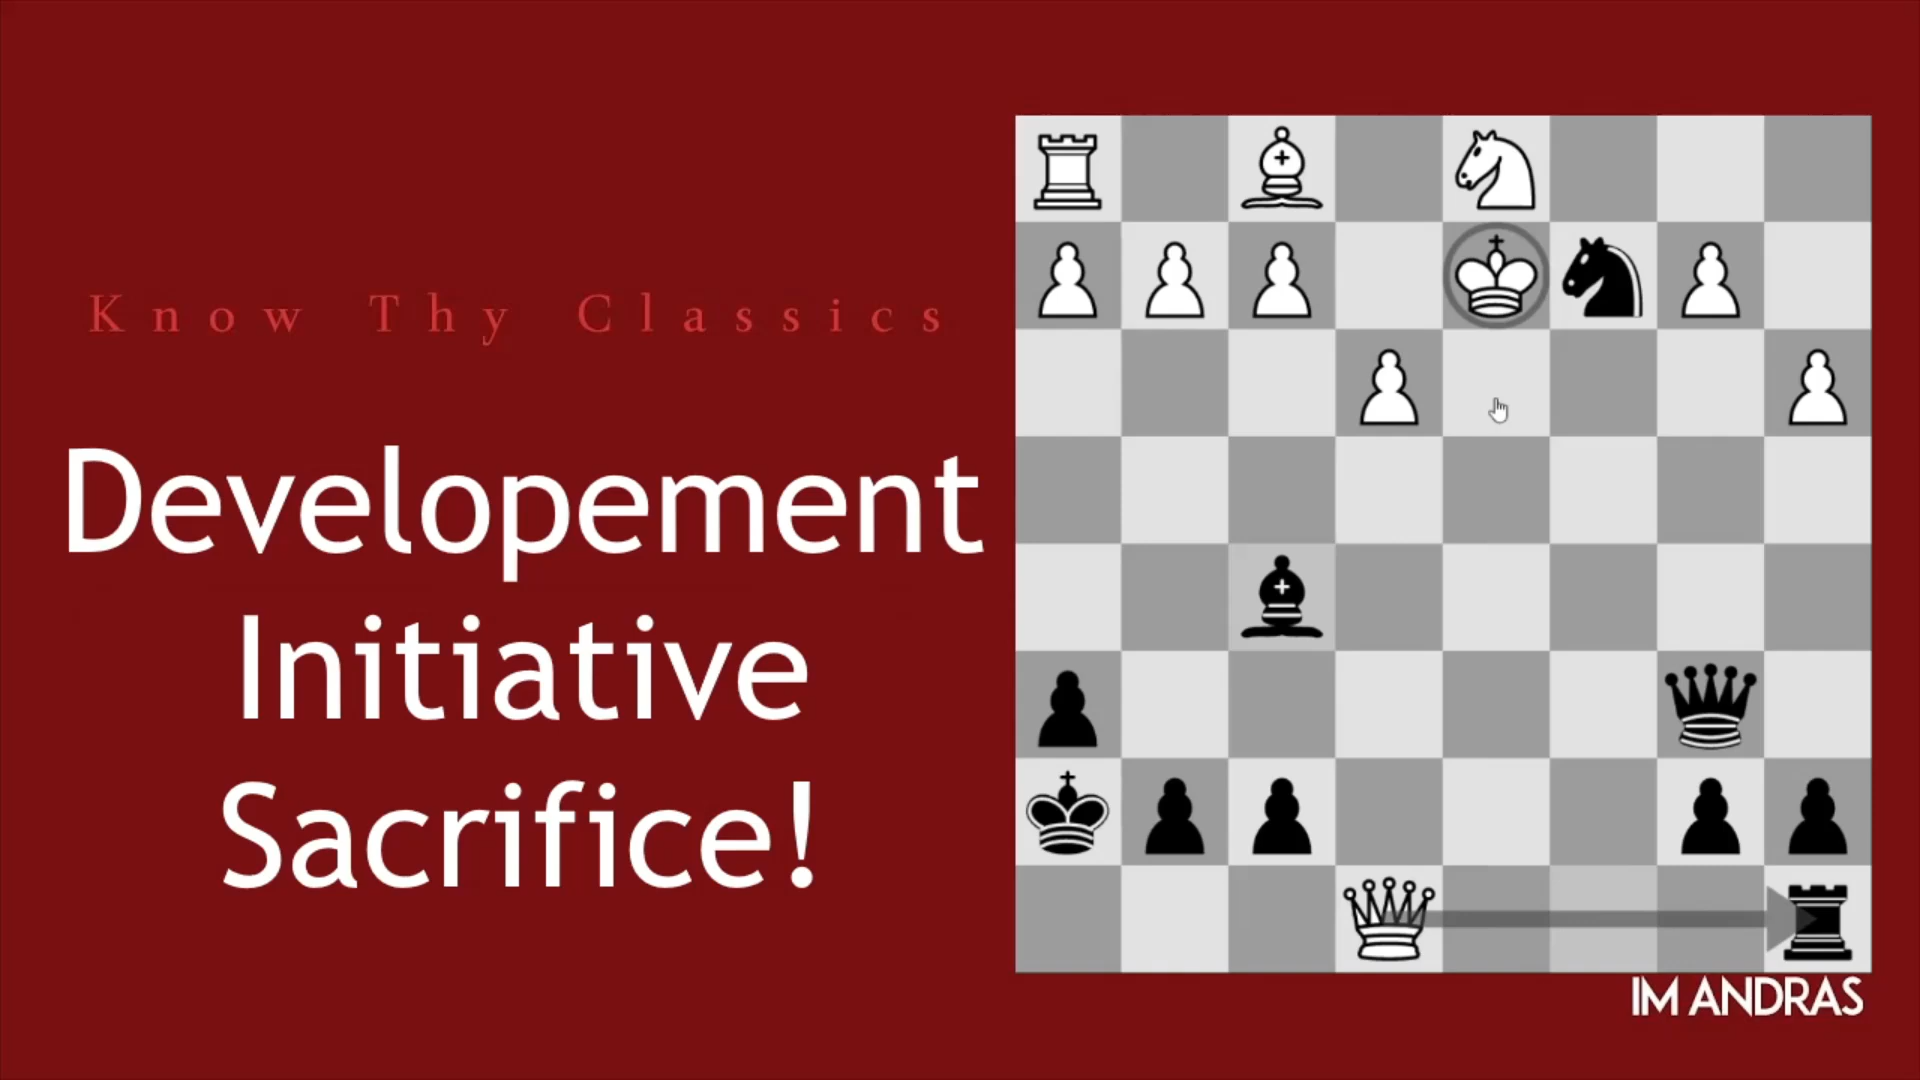 Know Thy Classics
Developement
Initiative
Sacrifice!
IM ANDRAS